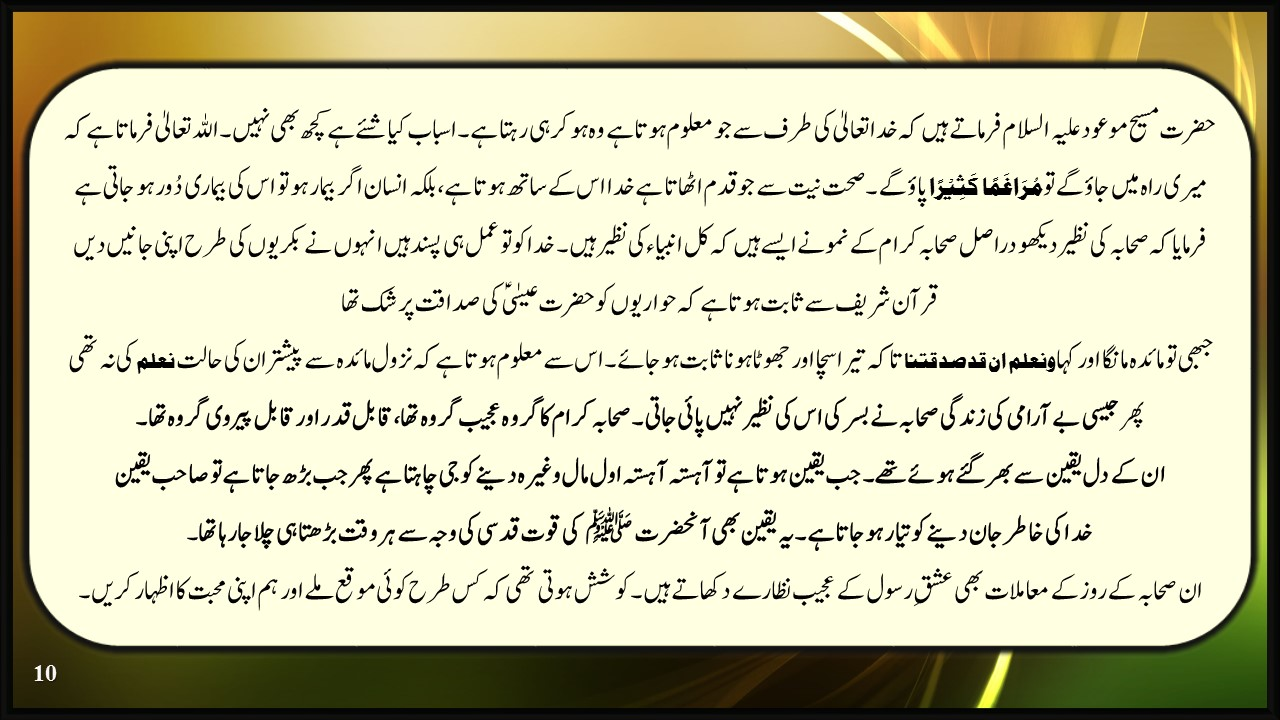 حضرت مسیح موعود علیہ السلام فرماتے ہیں کہ خدا تعالیٰ کی طرف سے جو معلوم ہوتا ہے وہ ہو کر ہی رہتا ہے۔ اسباب کیا شئے ہے کچھ بھی نہیں۔ اللہ تعالیٰ فرماتا ہے کہ
میری راہ میں جاؤ گے تو مُرَاغَمًا كَثِيْرًا پاؤ گے۔ صحت نیت سے جو قدم اٹھاتا ہے خدا اس کے ساتھ ہوتا ہے، بلکہ انسان اگر بیمار ہو تو اس کی بیماری دُور ہو جاتی ہے
فرمایا کہ صحابہ کی نظیر دیکھو دراصل صحابہ کرام کے نمونے ایسے ہیں کہ کل انبیاء کی نظیر ہیں۔ خدا کو تو عمل ہی پسند ہیں انہوں نے بکریوں کی طرح اپنی جانیں دیں
قرآن شریف سے ثابت ہوتا ہے کہ حواریوں کو حضرت عیسیٰؑ کی صداقت پر شک تھا
جبھی تو مائدہ مانگا اور کہا ونعلم ان قد صدقتنا تا کہ تیرا سچا اور جھوٹا ہونا ثابت ہو جائے۔ اس سے معلوم ہوتا ہے کہ نزول مائدہ سے پیشتر ان کی حالت نعلم کی نہ تھی
پھر جیسی بے آرامی کی زندگی صحابہ نے بسر کی اس کی نظیر نہیں پائی جاتی۔ صحابہ کرام کا گروہ عجیب گروہ تھا، قابل قدر اور قابل پیروی گروہ تھا۔
ان کے دل یقین سے بھر گئے ہوئے تھے۔ جب یقین ہوتا ہے تو آہستہ آہستہ اول مال وغیرہ دینے کو جی چاہتا ہے پھر جب بڑھ جاتا ہے تو صاحب یقین
خدا کی خاطر جان دینے کو تیار ہو جاتا ہے۔ یہ یقین بھی آنحضرت ﷺ کی قوت قدسی کی وجہ سے ہر وقت بڑھتا ہی چلا جا رہا تھا۔
ان صحابہ کے روز کے معاملات بھی عشقِ رسول کے عجیب نظارے دکھاتے ہیں۔ کوشش ہوتی تھی کہ کس طرح کوئی موقع ملے اور ہم اپنی محبت کا اظہار کریں۔
10